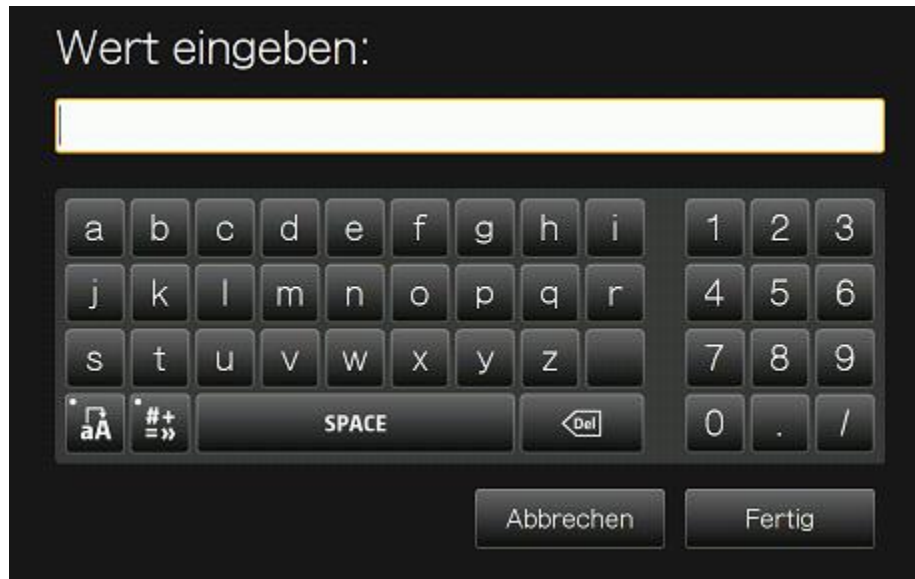 Wert eingeben:
a b c d e f g h i 1 2 3
j k l m n o p q r 4 5 6
s t u v w x y z 7 8 9
aA #+=» SPACE Del 0 . /
Abbrechen Fertig